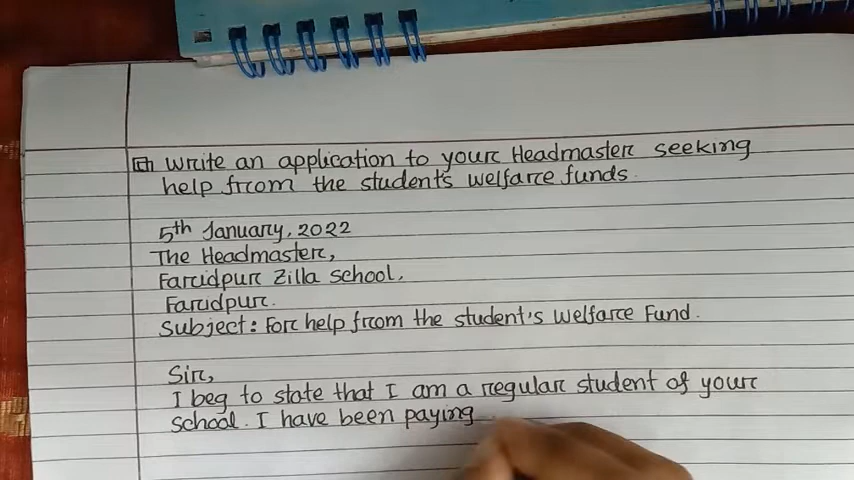 Write an application to your Headmaster seeking
help from the student's welfare funds.
5th January, 2022
The Headmaster,
Faridpur Zilla School,
Faridpur.
Subject: For help from the student's Welfare Fund.
Sir,
I beg to state that I am a regular student of your
school. I have been paying